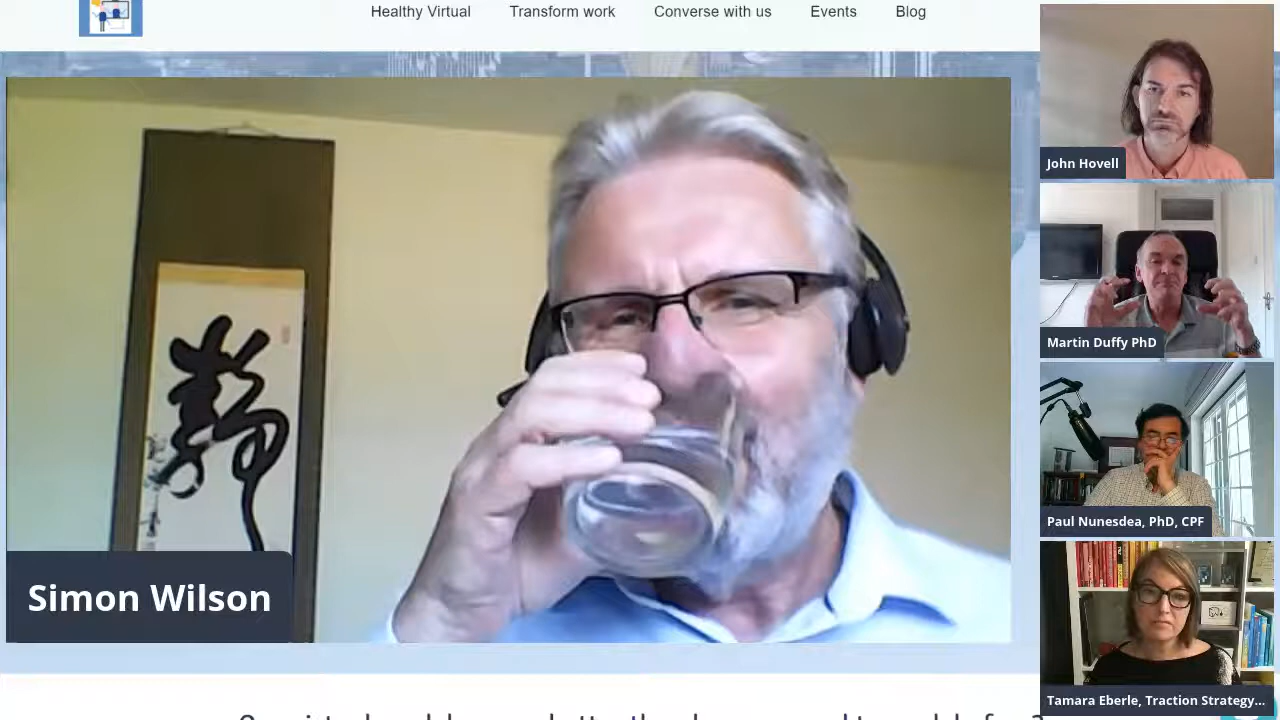 Healthy Virtual
Transform work
Converse with us
Events
Blog
Simon Wilson
John Hovell
Martin Duffy PhD
Paul Nunesdea, PhD, CPF
Tamara Eberle, Traction Strategy...